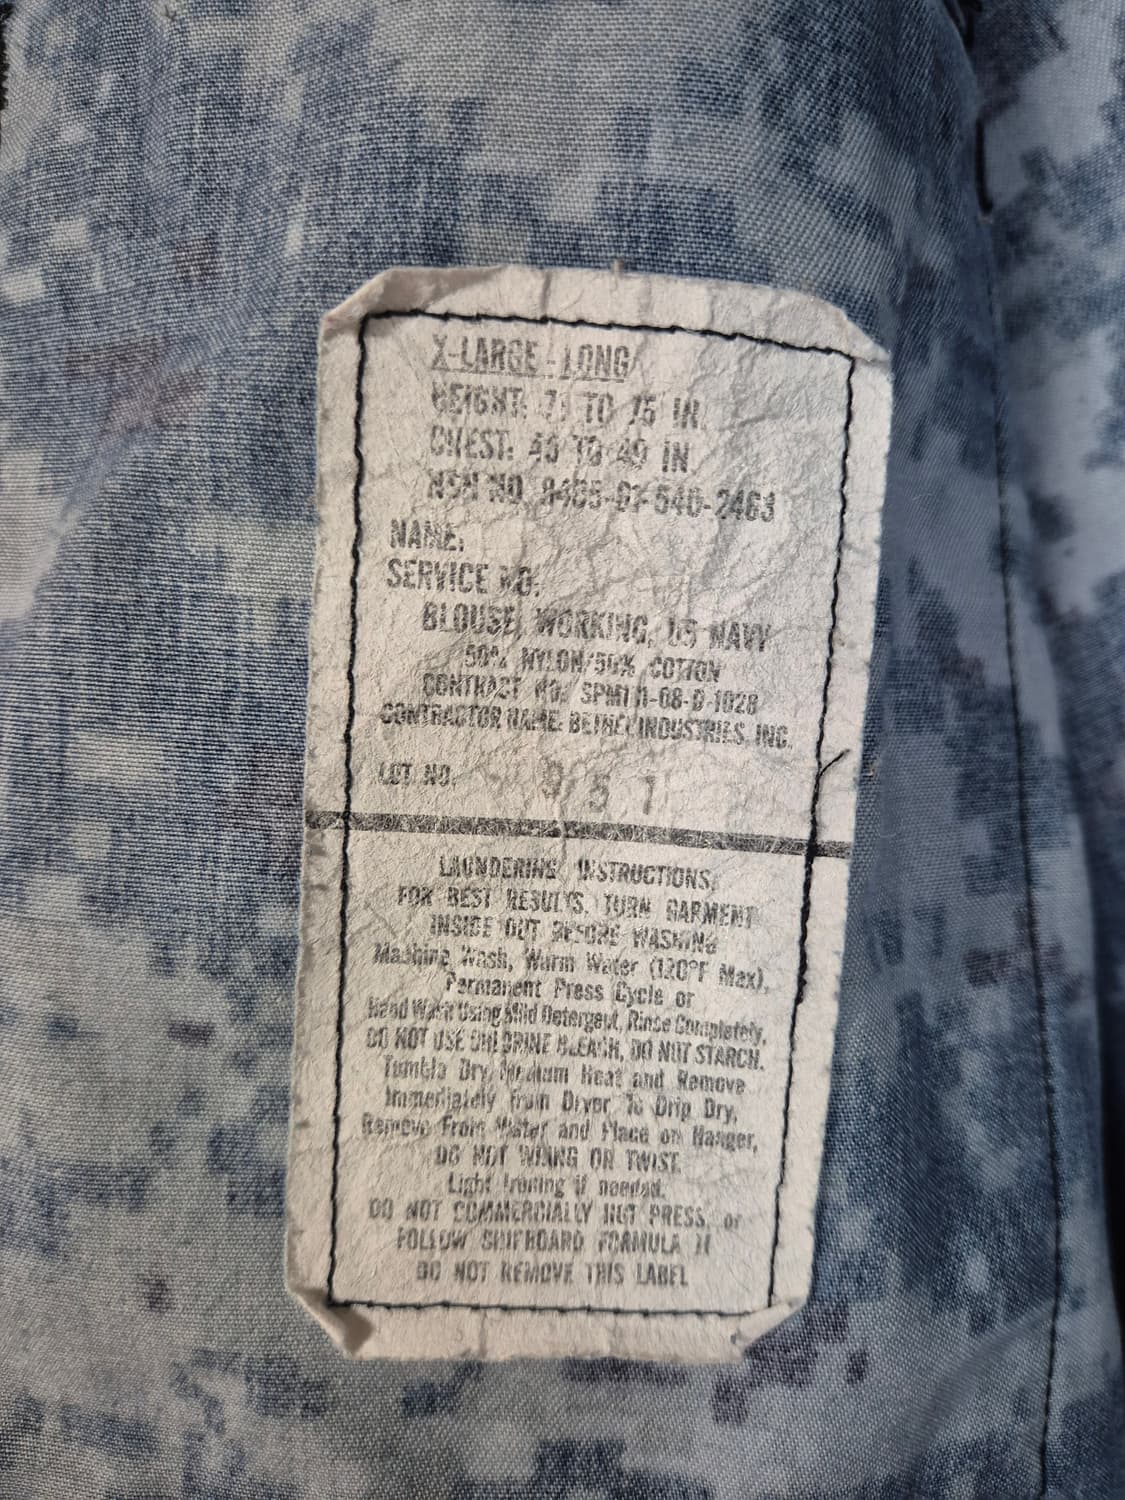 X-LARGE-LONG
HEIGHT: 71 TO 75 IN.
CHEST: 45 TO 49 IN.
NSN NO. 8405-01-540-2463
NAME:
SERVICE NO:
BLOUSE, WORKING, US NAVY
50% NYLON/50% COTTON
CONTRACT NO. SPM1 -08-D-1028
CONTRACTOR NAME: BETHEL INDUSTRIES, INC.
LOT NO. 9 5 1
LAUNDERING INSTRUCTIONS:
FOR BEST RESULTS, TURN GARMENT
INSIDE OUT BEFORE WASHING
Machine Wash, Warm Water (120°F Max),
Permanent Press Cycle or
Hand Wash Using Mild Detergent, Rinse Completely,
DO NOT USE CHLORINE BLEACH, DO NOT STARCH.
Tumble Dry, Medium Heat and Remove
Immediately from Dryer. To Drip Dry,
Remove From Water and Place on Hanger,
DO NOT WRING OR TWIST.
Light Ironing if needed.
DO NOT COMMERCIALLY HOT PRESS, or
FOLLOW SHIPBOARD FORMULA II
DO NOT REMOVE THIS LABEL